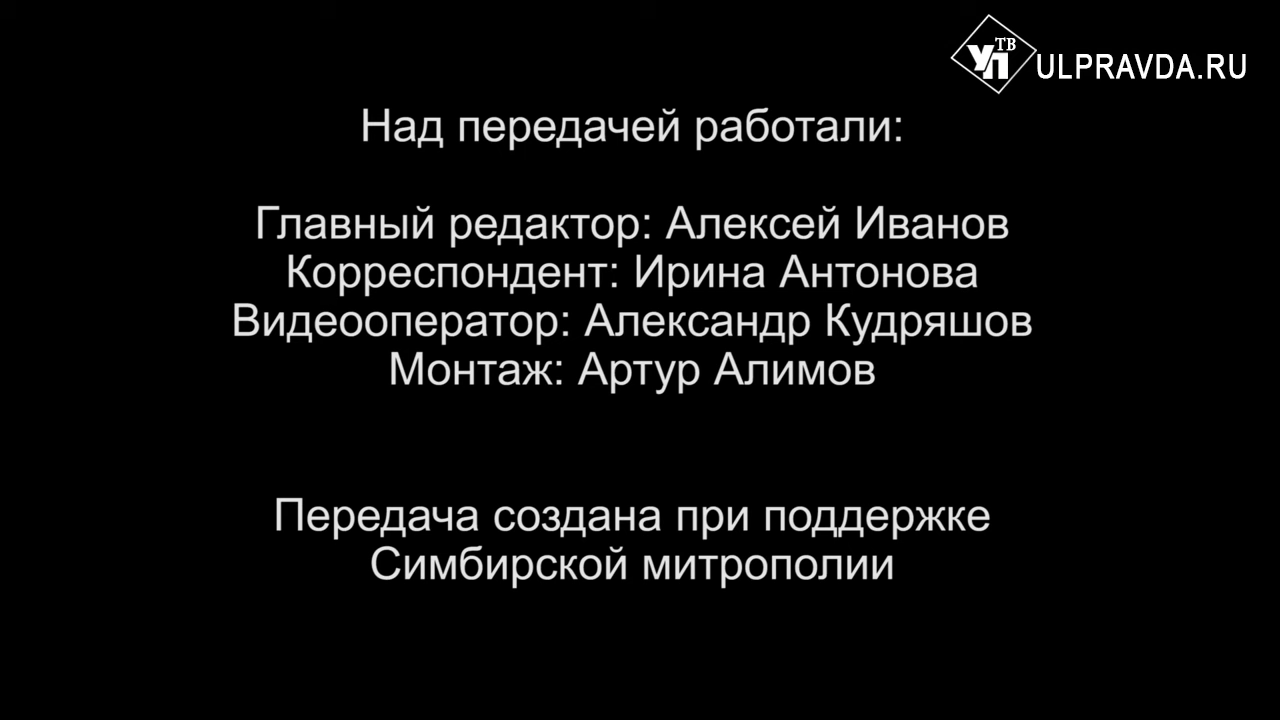 УП ТВ
ULPRAVDA.RU
Над передачей работали:
Главный редактор: Алексей Иванов
Корреспондент: Ирина Антонова
Видеооператор: Александр Кудряшов
Монтаж: Артур Алимов
Передача создана при поддержке
Симбирской митрополии